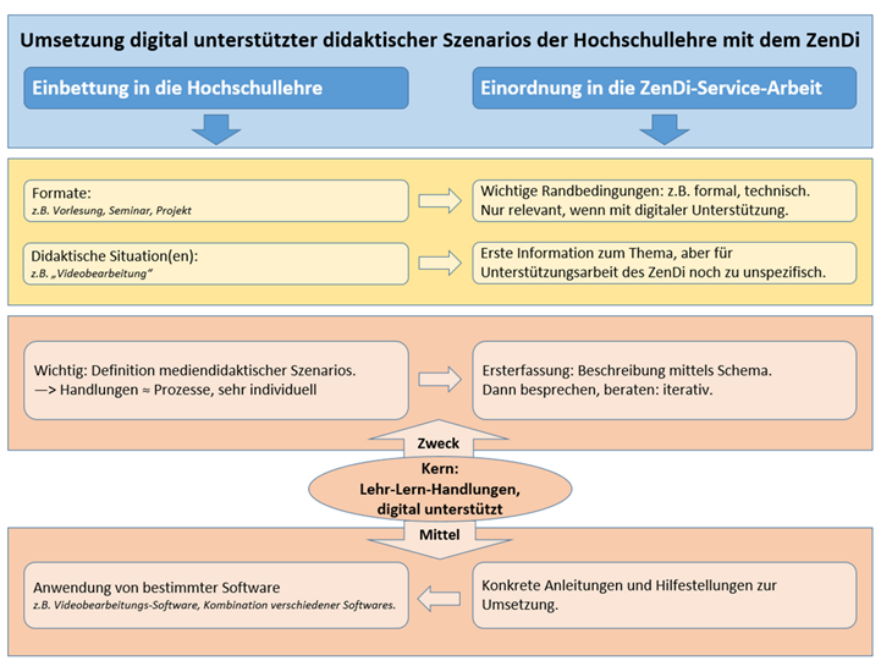 Umsetzung digital unterstützter didaktischer Szenarios der Hochschullehre mit dem ZenDi
Einbettung in die Hochschullehre
Einordnung in die ZenDi-Service-Arbeit
Formate:
z.B. Vorlesung, Seminar, Projekt
Wichtige Randbedingungen: z.B. formal, technisch.
Nur relevant, wenn mit digitaler Unterstützung.
Didaktische Situation(en):
z.B. „Videobearbeitung“
Erste Information zum Thema, aber für
Unterstützungsarbeit des ZenDi noch zu unspezifisch.
Wichtig: Definition mediendidaktischer Szenarios.
—> Handlungen ≈ Prozesse, sehr individuell
Ersterfassung: Beschreibung mittels Schema.
Dann besprechen, beraten: iterativ.
Zweck
Kern:
Lehr-Lern-Handlungen,
digital unterstützt
Mittel
Anwendung von bestimmter Software
z.B. Videobearbeitungs-Software, Kombination verschiedener Softwares.
Konkrete Anleitungen und Hilfestellungen zur
Umsetzung.